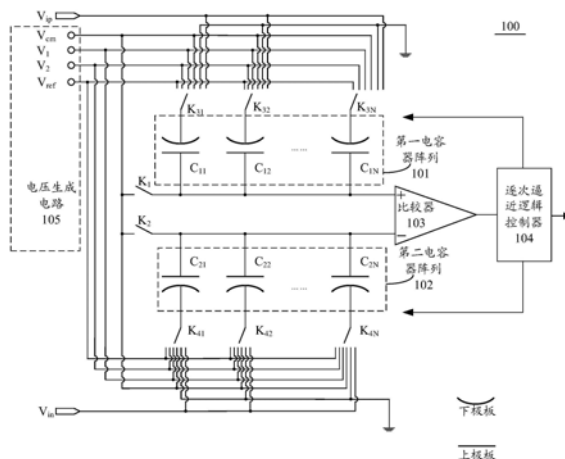 100
V_ip
V_cm
V_1
V_2
V_ref
K_31 K_32 K_3N
C_11 C_12 …… C_1N
第一电容器阵列
101
电压生成电路
105
K_1
K_2
+
比较器
103
−
逐次逼近逻辑控制器
104
C_21 C_22 …… C_2N
第二电容器阵列
102
K_41 K_42 K_4N
V_in
下极板
上极板